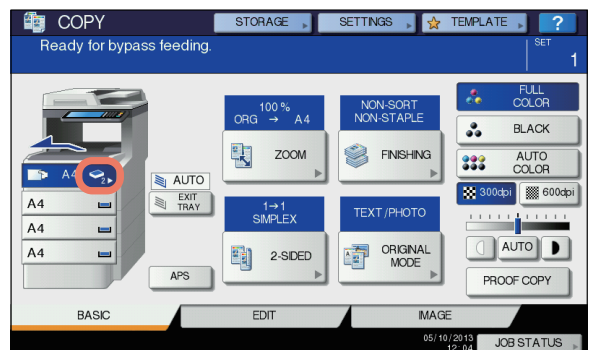 COPY
STORAGE
SETTINGS
TEMPLATE
?
Ready for bypass feeding.
SET
1
100 %
ORG → A4
ZOOM
NON-SORT
NON-STAPLE
FINISHING
FULL
COLOR
BLACK
AUTO
COLOR
300dpi
600dpi
A4
2
A4
A4
A4
AUTO
EXIT
TRAY
APS
1→1
SIMPLEX
2-SIDED
TEXT/PHOTO
ORIGINAL
MODE
AUTO
PROOF COPY
BASIC
EDIT
IMAGE
05/10/2013
12:04
JOB STATUS